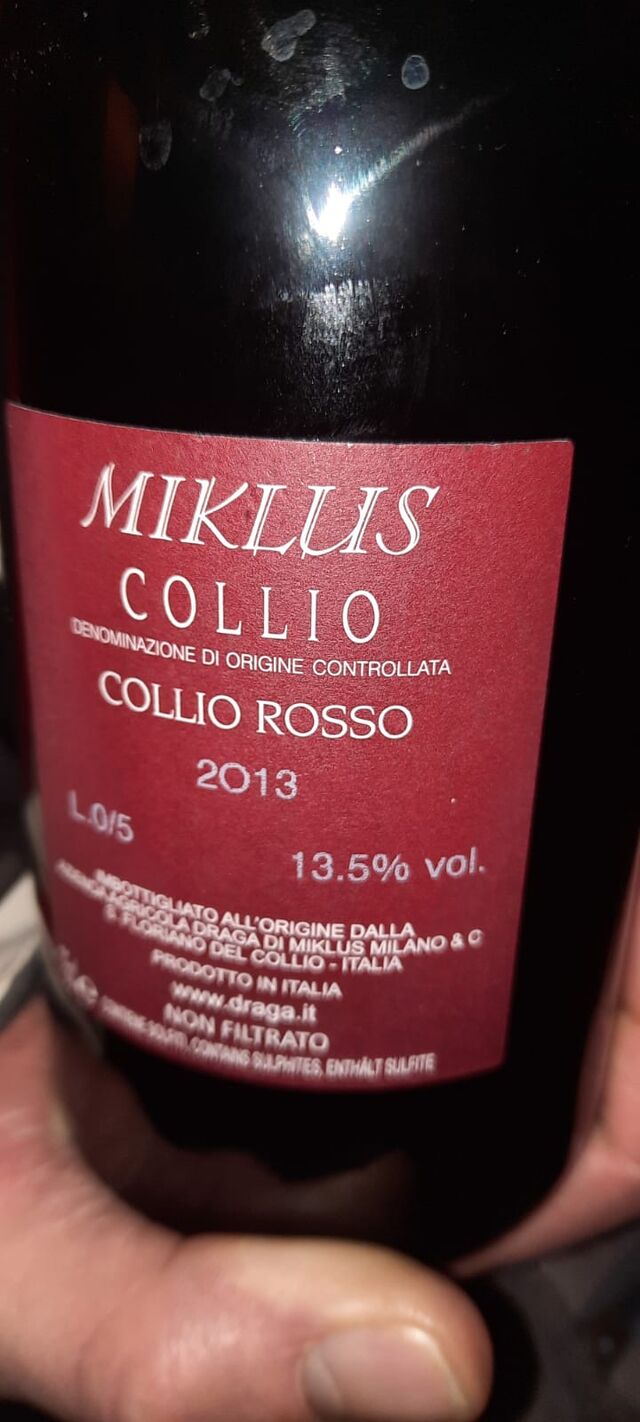 MIKLUS
COLLIO
DENOMINAZIONE DI ORIGINE CONTROLLATA
COLLIO ROSSO
2013
L.0/5
13.5% vol.
IMBOTTIGLIATO ALL'ORIGINE DALLA
AZIENDA AGRICOLA DRAGA DI MIKLUS MILANO & C
S. FLORIANO DEL COLLIO - ITALIA
PRODOTTO IN ITALIA
www.draga.it
NON FILTRATO
CONTIENE SOLFITI, CONTAINS SULPHITES, ENTHÄLT SULFITE